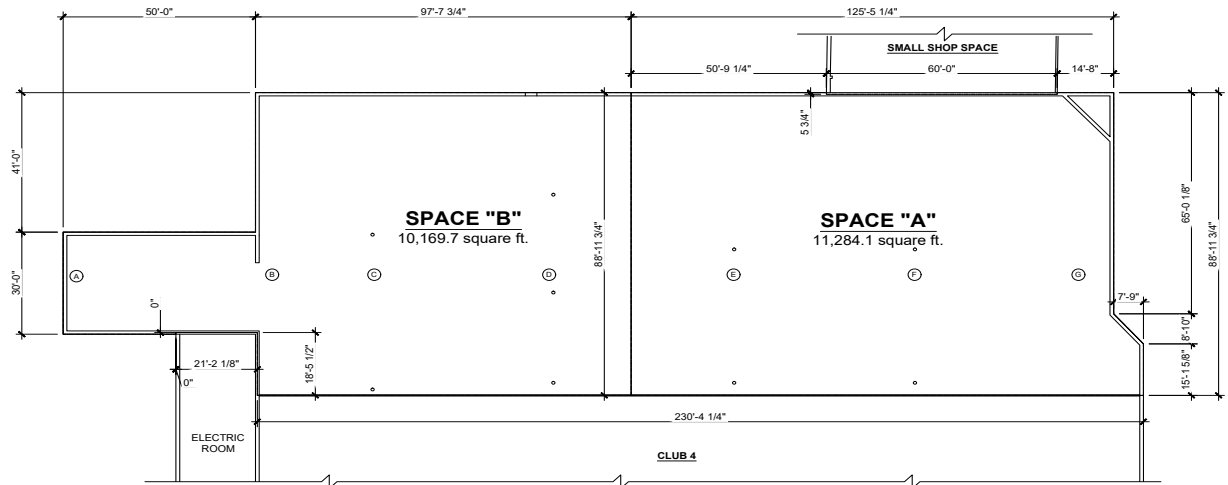 50'-0"
97'-7 3/4"
125'-5 1/4"
SMALL SHOP SPACE
50'-9 1/4"
60'-0"
14'-8"
5 3/4"
41'-0"
30'-0"
SPACE "B"
10,169.7 square ft.
88'-11 3/4"
SPACE "A"
11,284.1 square ft.
65'-0 1/8"
88'-11 3/4"
A
B
C
D
E
F
G
7'-9"
8'-10"
15'-1 5/8"
0"
21'-2 1/8"
0"
18'-5 1/2"
230'-4 1/4"
ELECTRIC
ROOM
CLUB 4